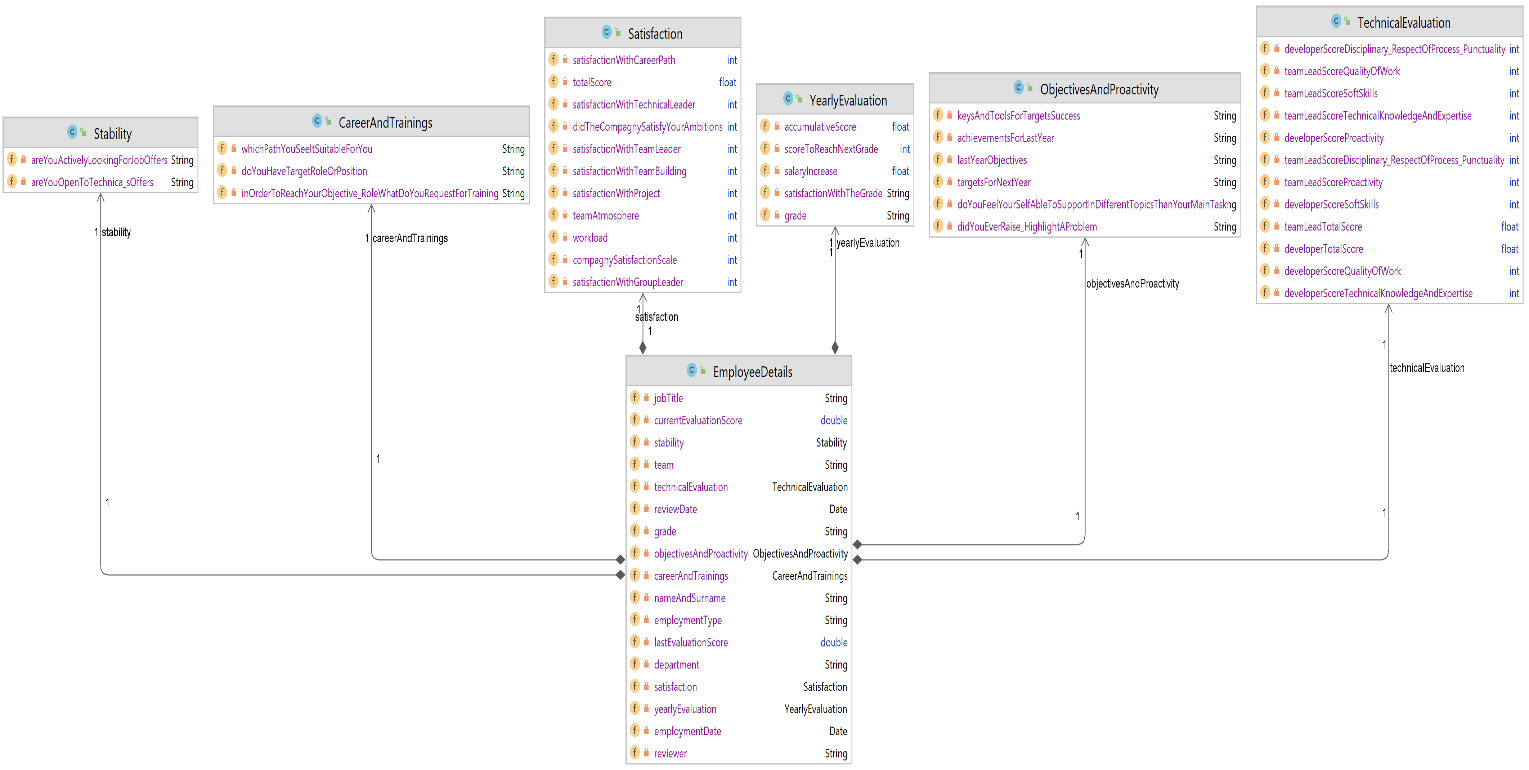 Stability
areYouActivelyLookingForJobOffers String
areYouOpenToTechnica_sOffers String
CareerAndTrainings
whichPathYouSeeItSuitableForYou String
doYouHaveTargetRoleOrPosition String
inOrderToReachYourObjective_RoleWhatDoYouRequestForTraining String
Satisfaction
satisfactionWithCareerPath int
totalScore float
satisfactionWithTechnicalLeader int
didTheCompagnySatisfyYourAmbitions int
satisfactionWithTeamLeader int
satisfactionWithTeamBuilding int
satisfactionWithProject int
teamAtmosphere int
workload int
compagnySatisfactionScale int
satisfactionWithGroupLeader int
YearlyEvaluation
accumulativeScore float
scoreToReachNextGrade int
salaryIncrease float
satisfactionWithTheGrade String
grade String
ObjectivesAndProactivity
keysAndToolsForTargetsSuccess String
achievementsForLastYear String
lastYearObjectives String
targetsForNextYear String
doYouFeelYourSelfAbleToSupportInDifferentTopicsThanYourMainTaskng
didYouEverRaise_HighlightAProblem String
TechnicalEvaluation
developerScoreDisciplinary_RespectOfProcess_Punctuality int
teamLeadScoreQualityOfWork int
teamLeadScoreSoftSkills int
teamLeadScoreTechnicalKnowledgeAndExpertise int
developerScoreProactivity int
teamLeadScoreDisciplinary_RespectOfProcess_Punctuality int
teamLeadScoreProactivity int
developerScoreSoftSkills int
teamLeadTotalScore float
developerTotalScore float
developerScoreQualityOfWork int
developerScoreTechnicalKnowledgeAndExpertise int
1 stability
1
1 careerAndTrainings
1
1
satisfaction
1
1 yearlyEvaluation
1
1
objectivesAndProactivity
1
1
technicalEvaluation
1
EmployeeDetails
jobTitle String
currentEvaluationScore double
stability Stability
team String
technicalEvaluation TechnicalEvaluation
reviewDate Date
grade String
objectivesAndProactivity ObjectivesAndProactivity
careerAndTrainings CareerAndTrainings
nameAndSurname String
employmentType String
lastEvaluationScore double
department String
satisfaction Satisfaction
yearlyEvaluation YearlyEvaluation
employmentDate Date
reviewer String